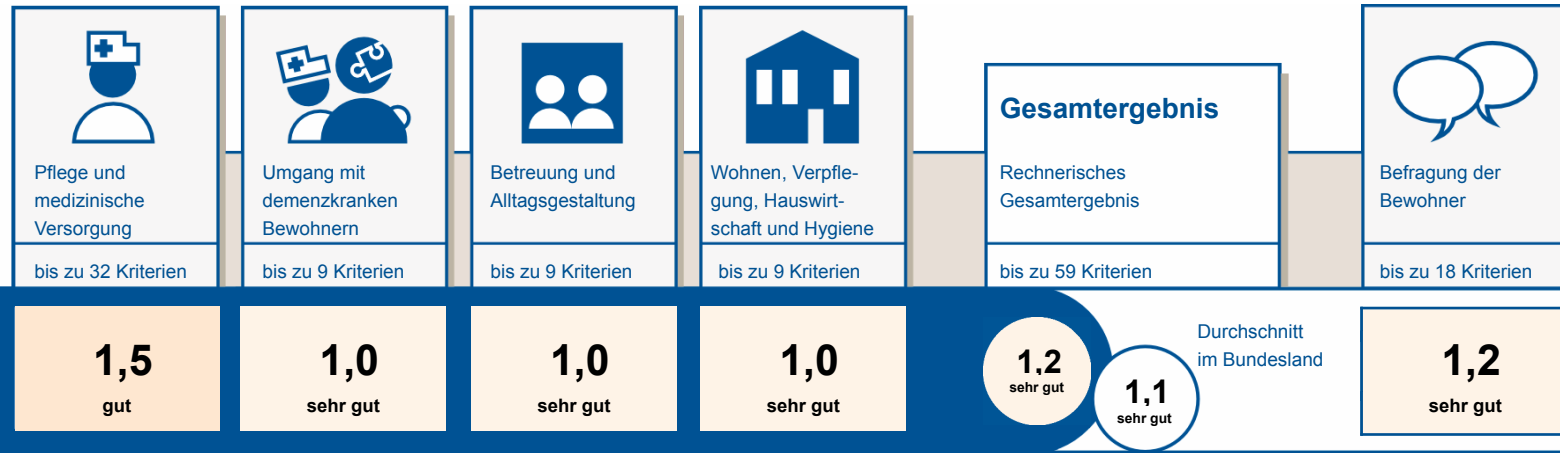 Pflege und
medizinische
Versorgung
bis zu 32 Kriterien
1,5
gut
Umgang mit
demenzkranken
Bewohnern
bis zu 9 Kriterien
1,0
sehr gut
Betreuung und
Alltagsgestaltung
bis zu 9 Kriterien
1,0
sehr gut
Wohnen, Verpfle-
gung, Hauswirt-
schaft und Hygiene
bis zu 9 Kriterien
1,0
sehr gut
Gesamtergebnis
Rechnerisches
Gesamtergebnis
bis zu 59 Kriterien
1,2
sehr gut
1,1
sehr gut
Durchschnitt
im Bundesland
Befragung der
Bewohner
bis zu 18 Kriterien
1,2
sehr gut